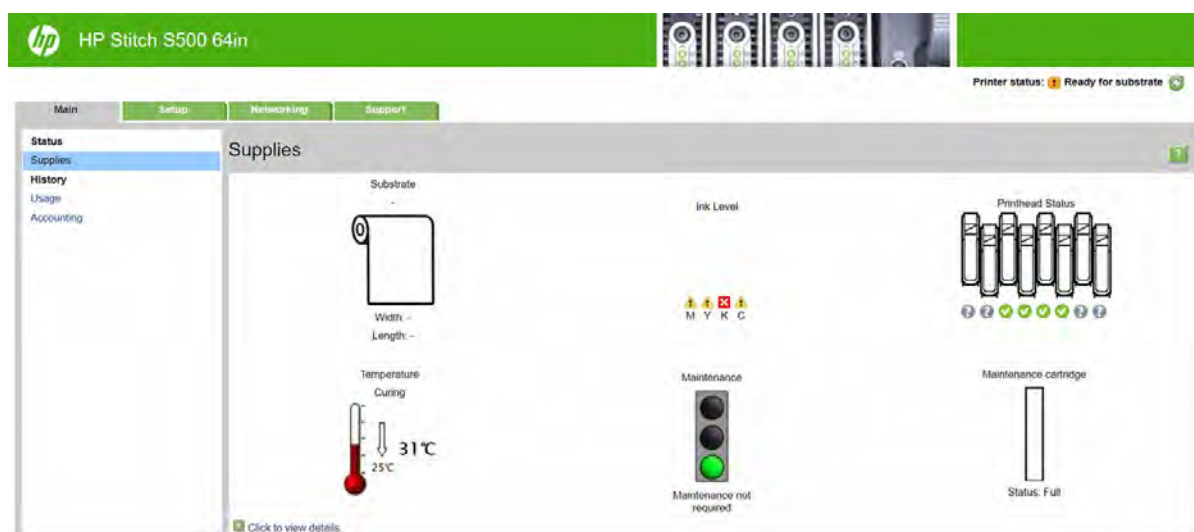 hp HP Stitch S500 64in
Printer status: Ready for substrate
Main Setup Networking Support
Status
Supplies
History
Usage
Accounting
Supplies
Substrate
-
Width: -
Length: -
Ink Level
M Y K C
Printhead Status
Temperature
Curing
31℃
25℃
Maintenance
Maintenance not
required
Maintenance cartridge
Status: Full
Click to view details